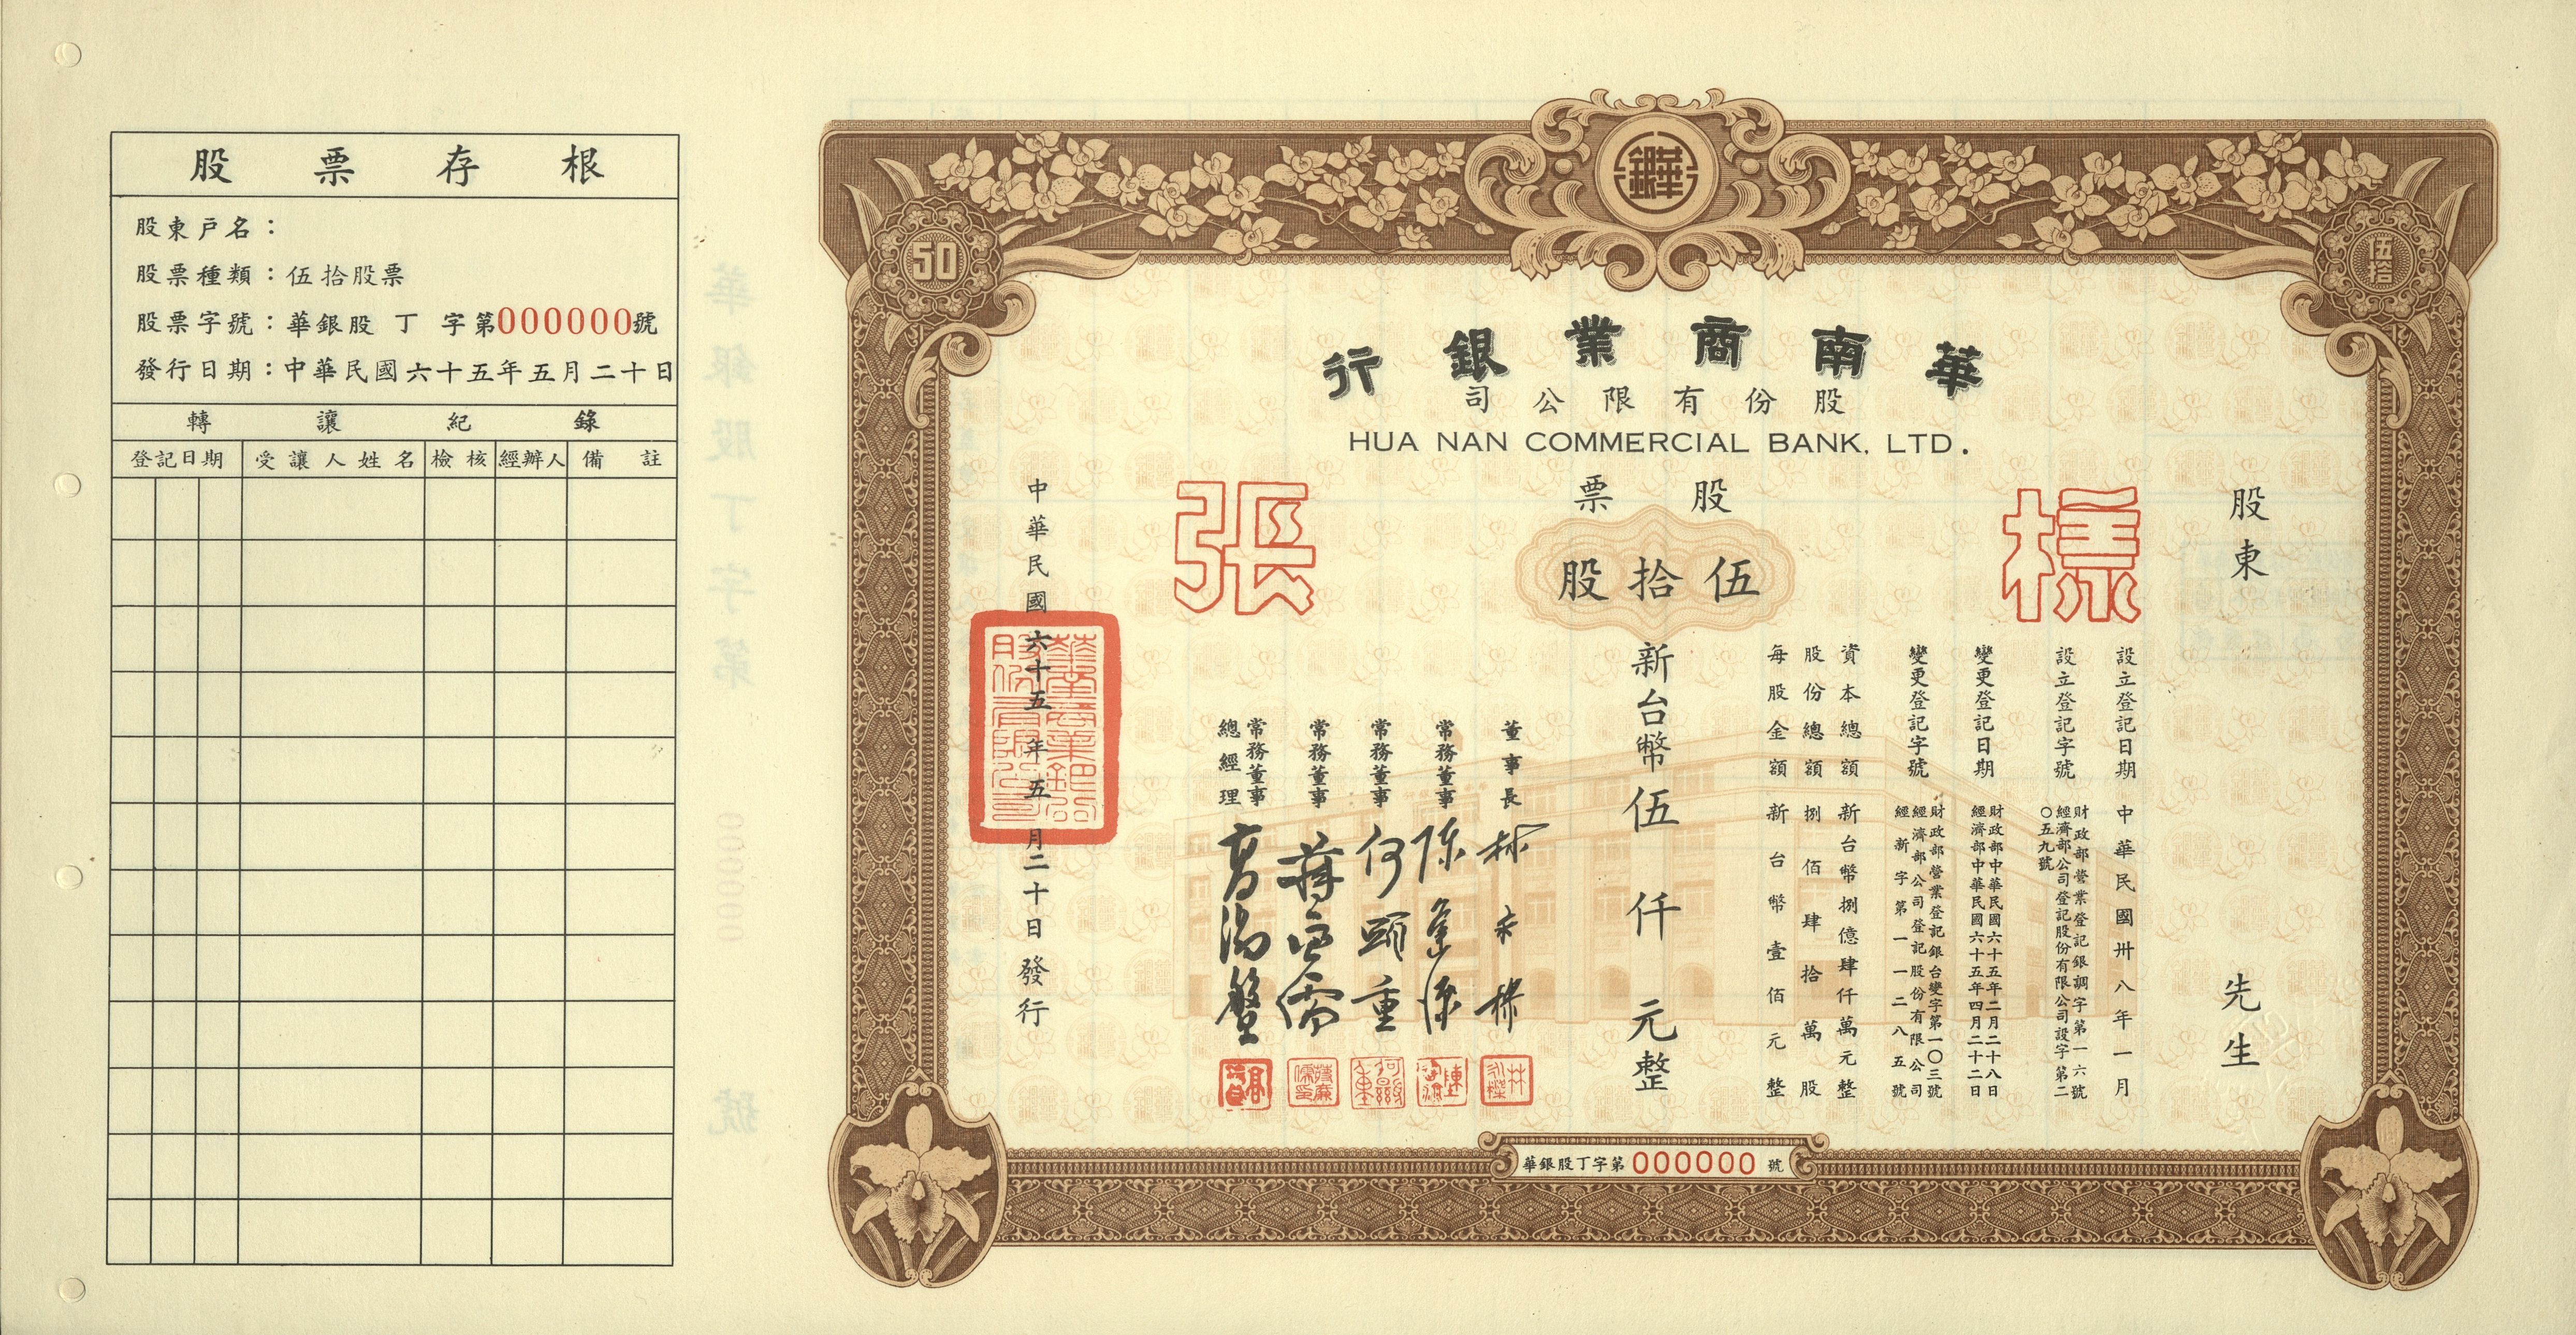 股票存根
股東戶名：
股票種類：伍拾股票
股票字號：華銀股 丁 字第000000號
發行日期：中華民國六十五年五月二十日
轉讓紀錄
登記日期 受讓人姓名 檢核 經辦人 備註
50
伍拾
華銀
華南商業銀行
股份有限公司
HUA NAN COMMERCIAL BANK, LTD.
股票
樣張
伍拾股
股東 先生
設立登記日期 中華民國卅八年一月
設立登記字號 財政部營業登記銀調字第一六號
經濟部公司登記股份有限公司設字第二
〇五九號
變更登記日期 財政部中華民國六十五年二月二十八日
經濟部中華民國六十五年四月二十二日
變更登記字號 財政部營業登記銀台變字第一〇三號
經濟部公司登記股份有限公司
經新字第一一二八五號
資本總額 新台幣捌億肆仟萬元整
股份總額 捌佰肆拾萬股
每股金額 新台幣壹佰元整
新台幣伍仟元整
董事長 林永樑
常務董事
常務董事 何顯重
常務董事
常務董事
總經理
中華民國六十五年五月二十日發行
華銀股丁字第000000號